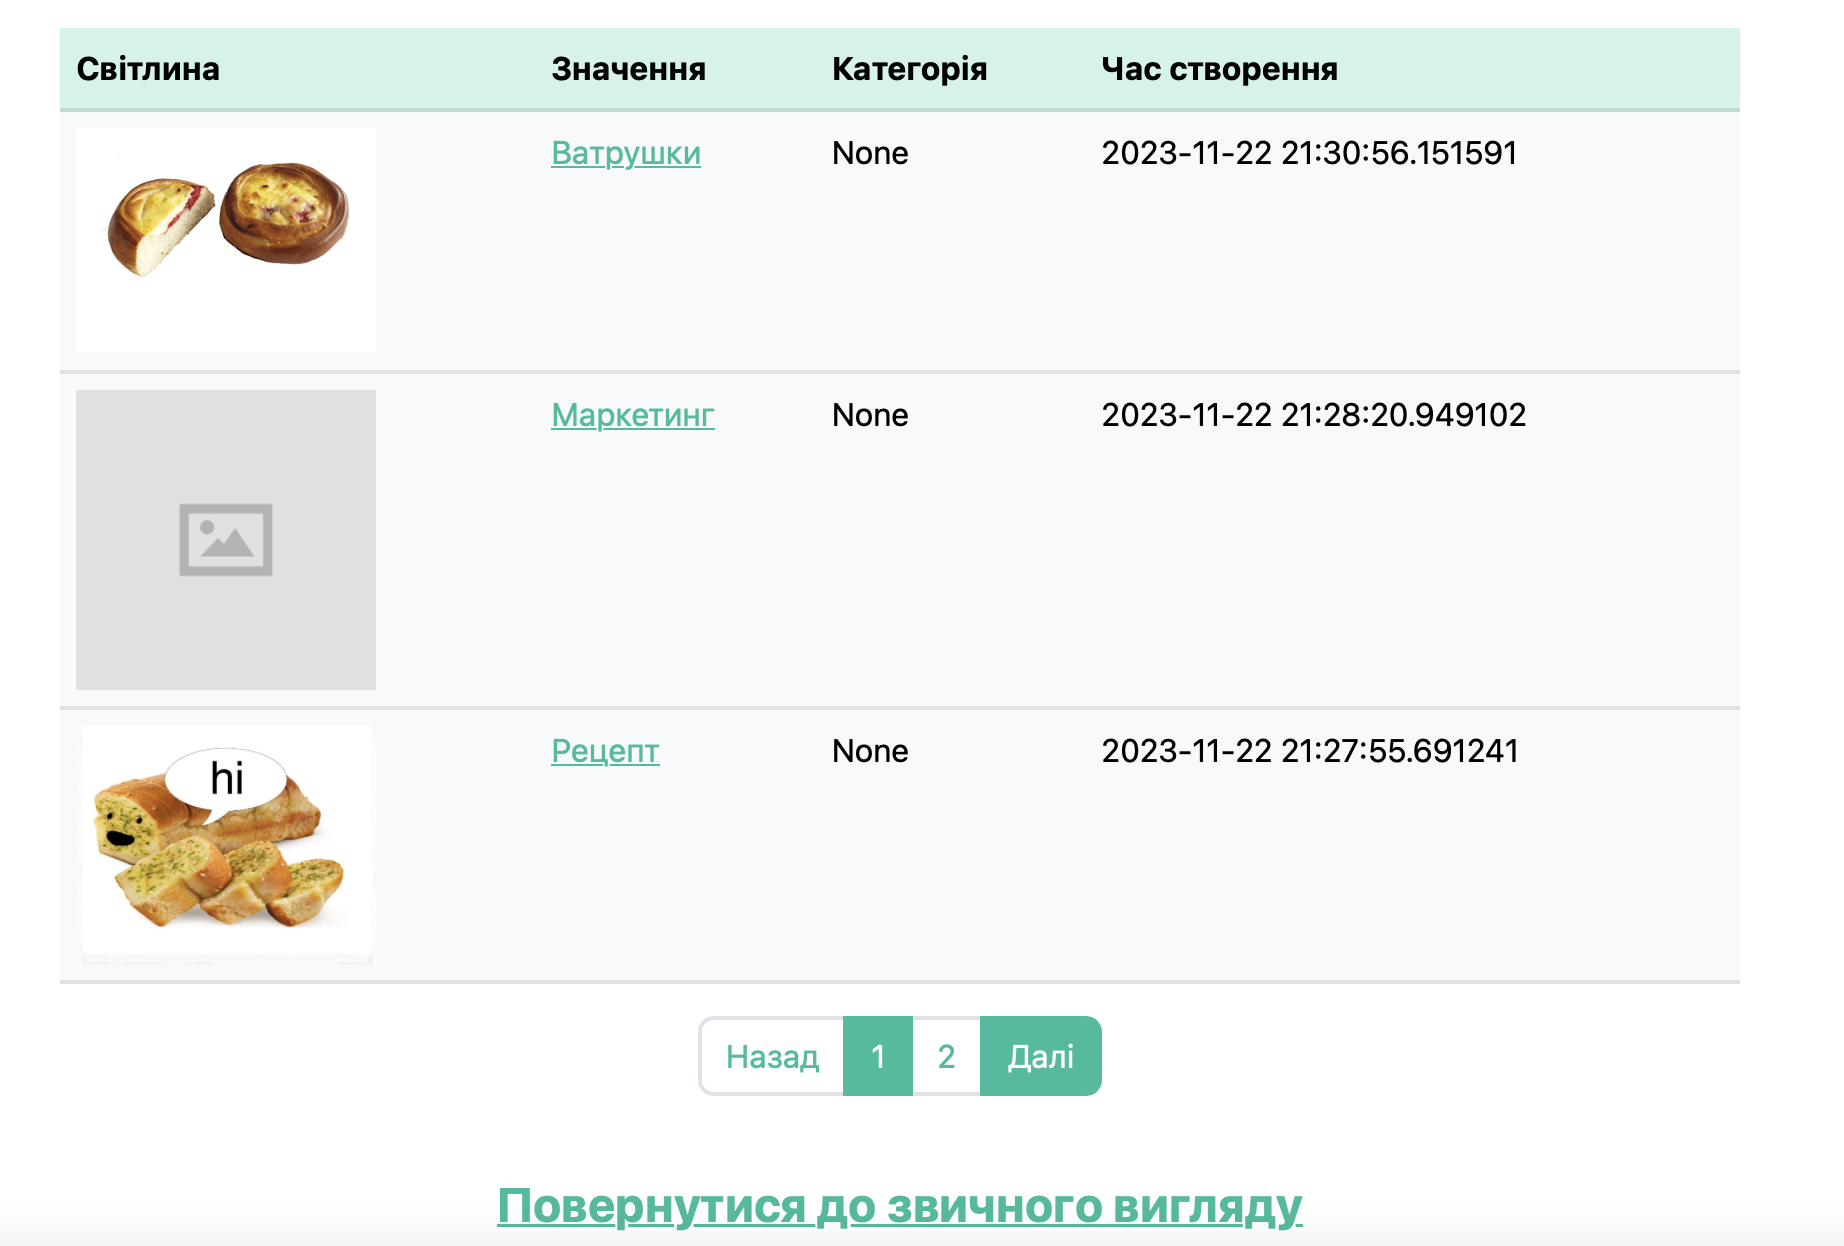 Світлина Значення Категорія Час створення
Ватрушки None 2023-11-22 21:30:56.151591
Маркетинг None 2023-11-22 21:28:20.949102
Рецепт None 2023-11-22 21:27:55.691241
hi
Назад 1 2 Далі
Повернутися до звичного вигляду